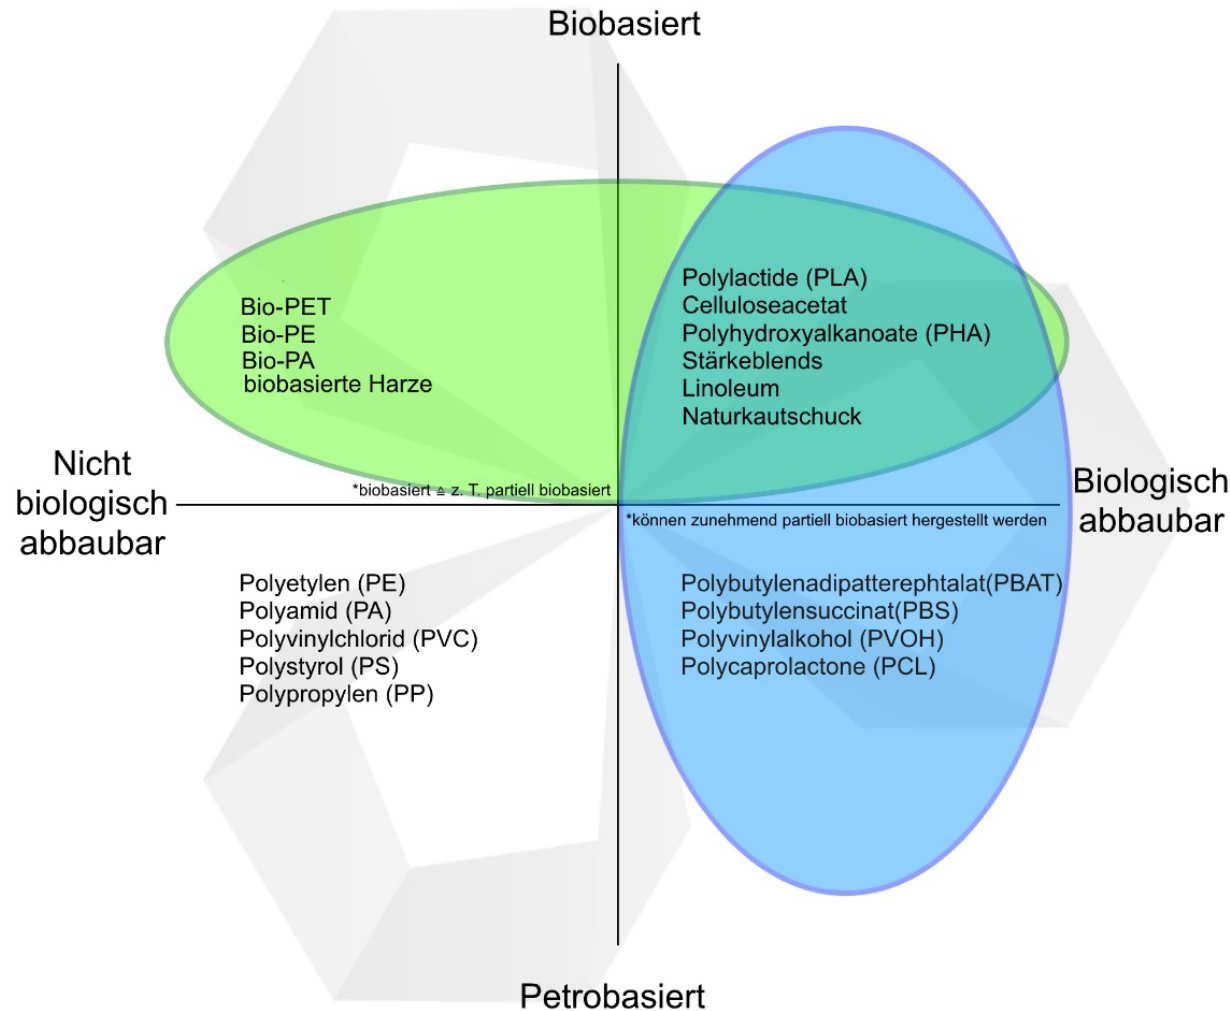 Biobasiert
Bio-PET
Bio-PE
Bio-PA
biobasierte Harze
Polylactide (PLA)
Celluloseacetat
Polyhydroxyalkanoate (PHA)
Stärkeblends
Linoleum
Naturkautschuck
Nicht
biologisch
abbaubar
*biobasiert ≙ z. T. partiell biobasiert
Biologisch
abbaubar
*können zunehmend partiell biobasiert hergestellt werden
Polyetylen (PE)
Polyamid (PA)
Polyvinylchlorid (PVC)
Polystyrol (PS)
Polypropylen (PP)
Polybutylenadipatterephtalat(PBAT)
Polybutylensuccinat(PBS)
Polyvinylalkohol (PVOH)
Polycaprolactone (PCL)
Petrobasiert